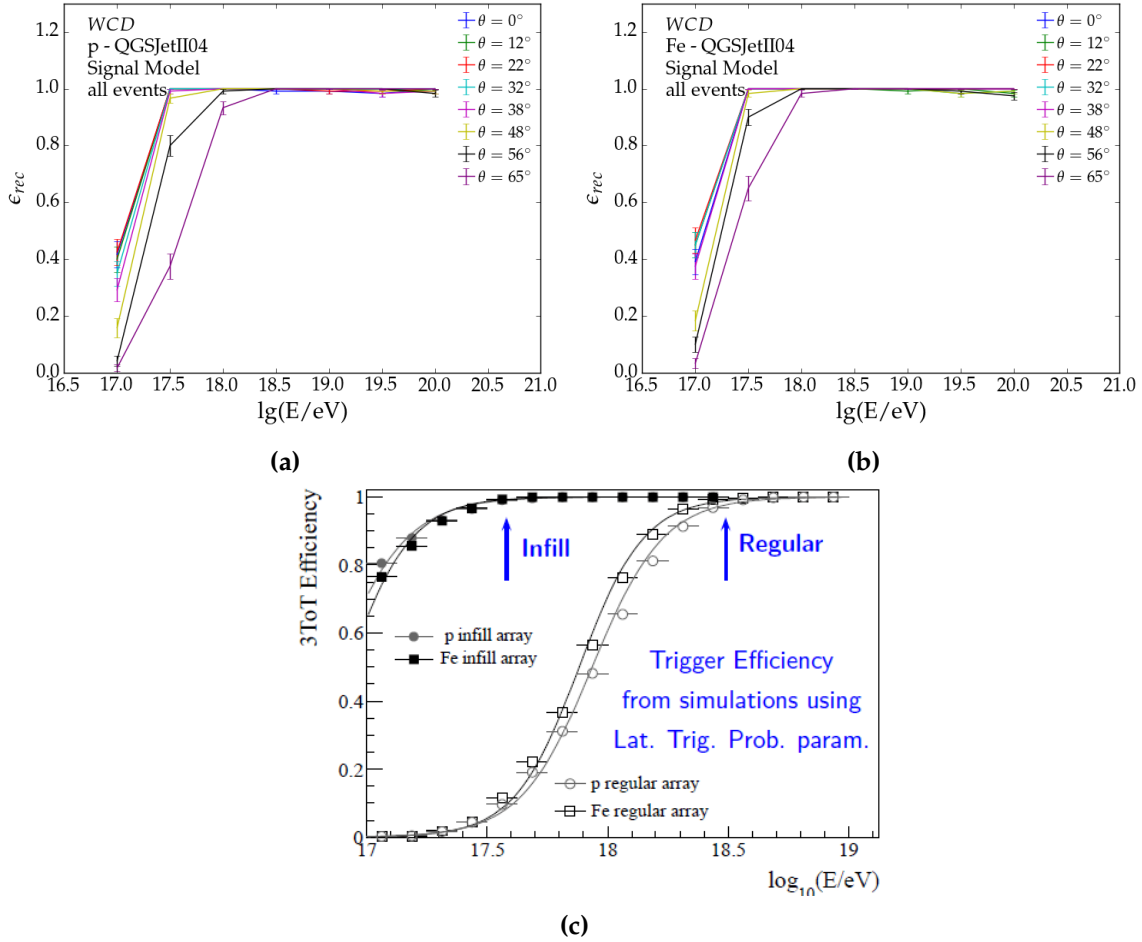 WCD
p - QGSJetII04
Signal Model
all events
θ = 0°
θ = 12°
θ = 22°
θ = 32°
θ = 38°
θ = 48°
θ = 56°
θ = 65°
ϵrec
1.0
0.8
0.6
0.4
0.2
0.0
16.5 17.0 17.5 18.0 18.5 19.0 19.5 20.0 20.5 21.0
lg(E/eV)
(a)
WCD
Fe - QGSJetII04
Signal Model
all events
θ = 0°
θ = 12°
θ = 22°
θ = 32°
θ = 38°
θ = 48°
θ = 56°
θ = 65°
ϵrec
1.0
0.8
0.6
0.4
0.2
0.0
16.5 17.0 17.5 18.0 18.5 19.0 19.5 20.0 20.5 21.0
lg(E/eV)
(b)
3ToT Efficiency
1
0.8
0.6
0.4
0.2
0
Infill
Regular
p infill array
Fe infill array
Trigger Efficiency
from simulations using
Lat. Trig. Prob. param.
p regular array
Fe regular array
17 17.5 18 18.5 19
log10(E/eV)
(c)